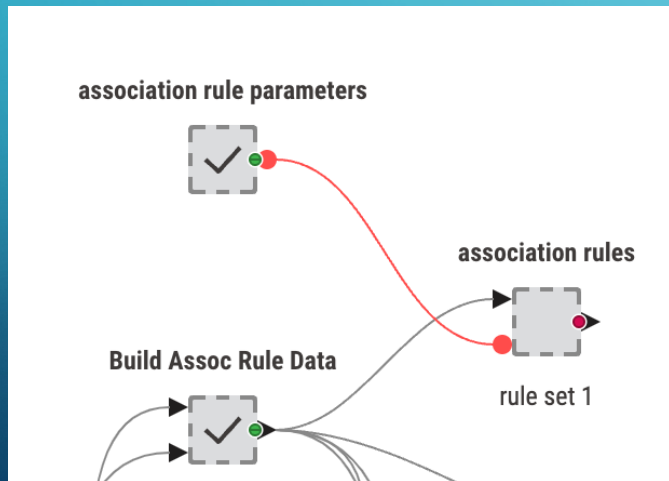 association rule parameters
association rules
Build Assoc Rule Data
rule set 1